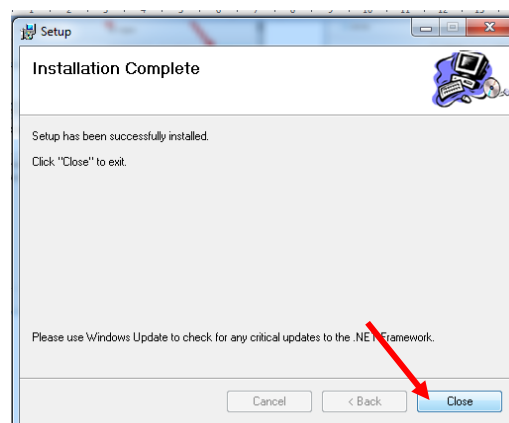 Setup
Installation Complete
Setup has been successfully installed.
Click "Close" to exit.
Please use Windows Update to check for any critical updates to the .NET Framework.
Cancel
< Back
Close